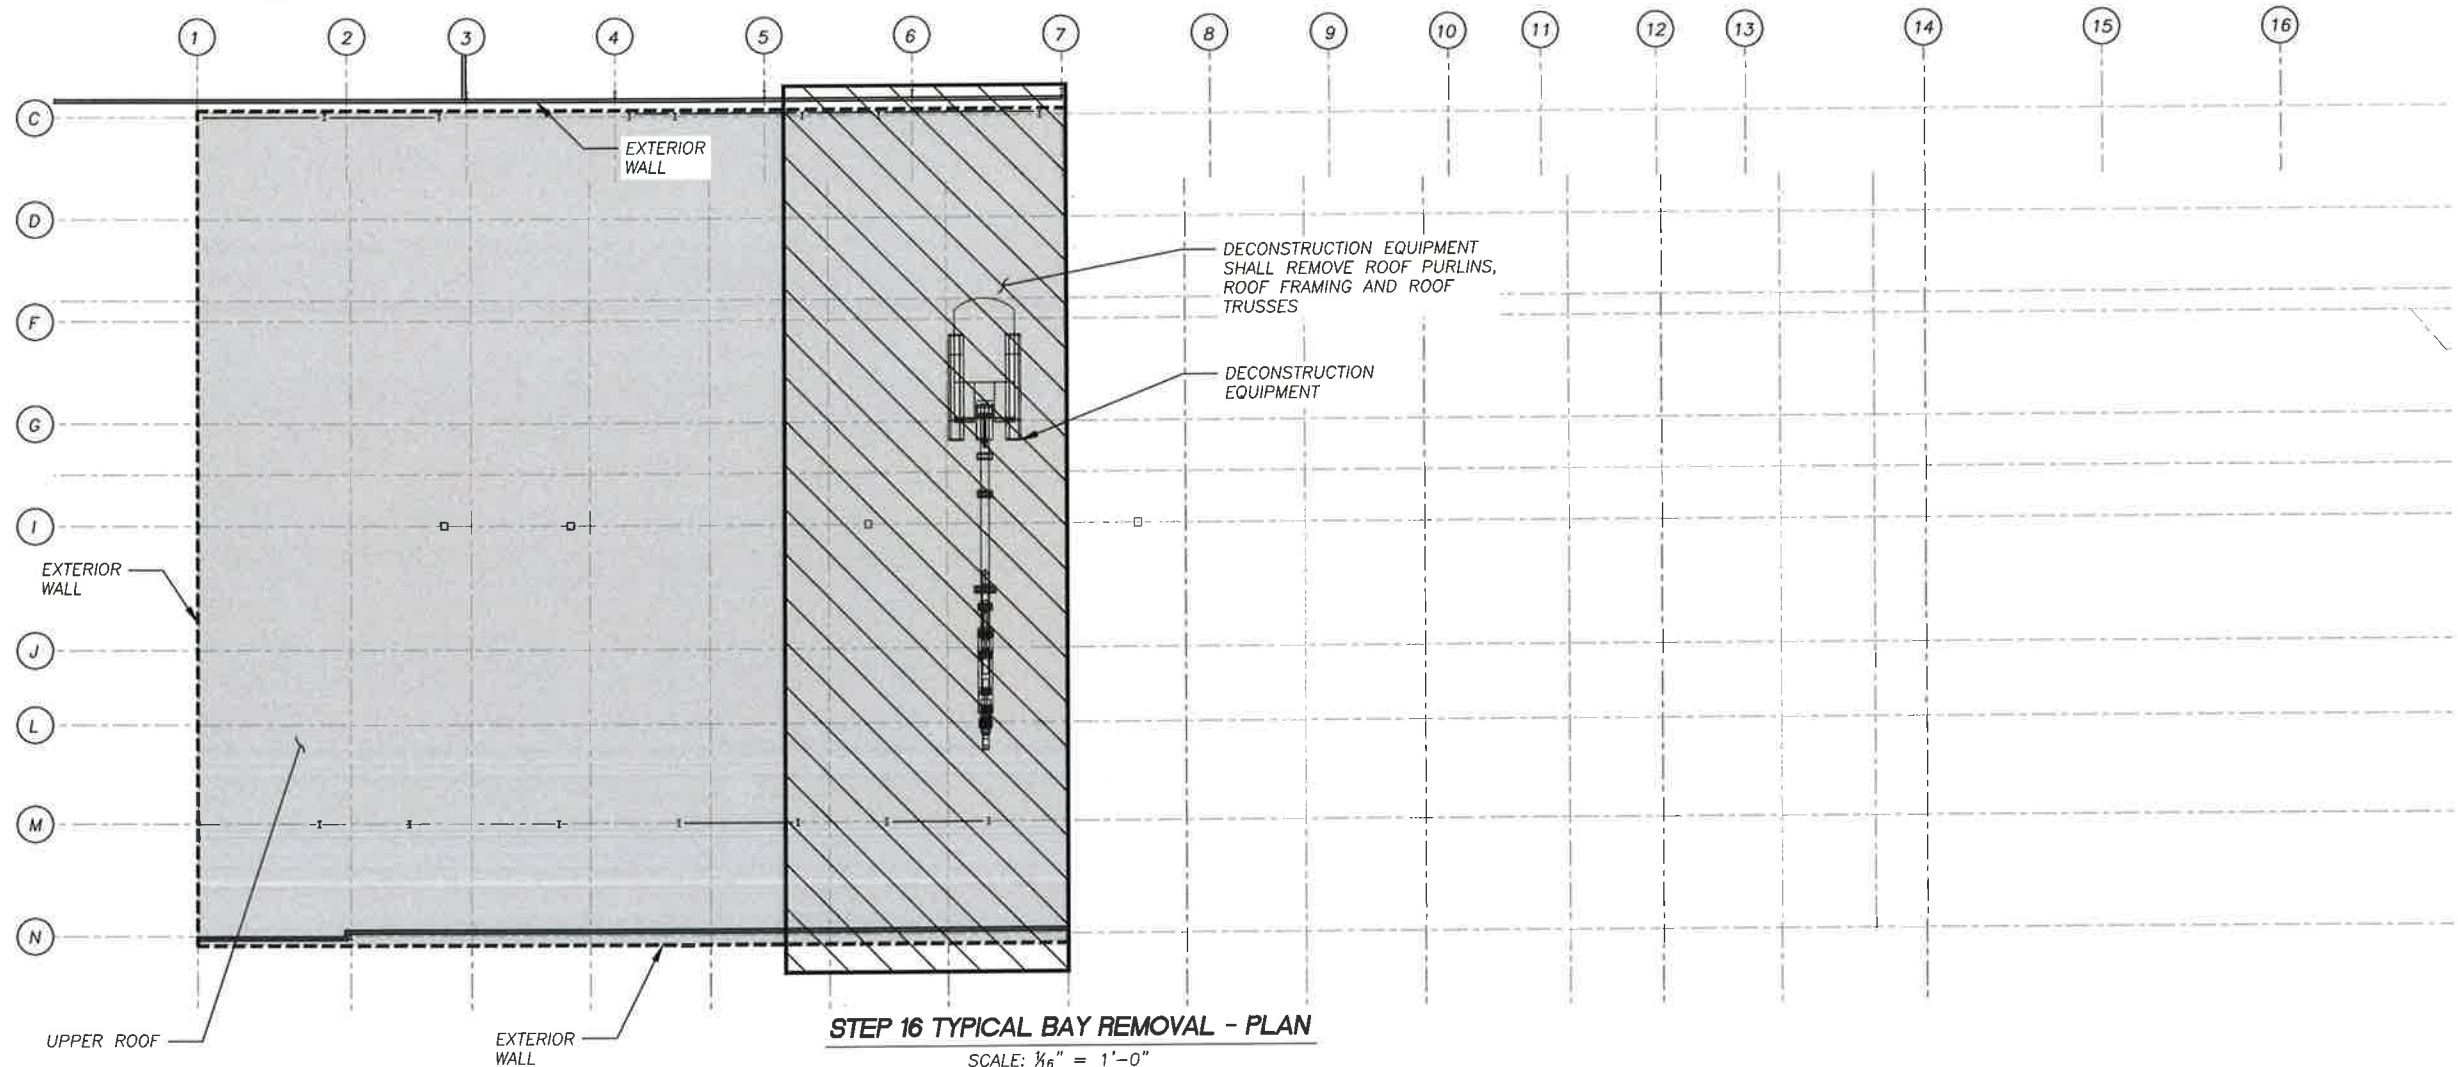 1 2 3 4 5 6 7 8 9 10 11 12 13 14 15 16
C
EXTERIOR
WALL
D
DECONSTRUCTION EQUIPMENT
SHALL REMOVE ROOF PURLINS,
ROOF FRAMING AND ROOF
TRUSSES
F
DECONSTRUCTION
EQUIPMENT
G
I
EXTERIOR
WALL
J
L
M
N
UPPER ROOF
EXTERIOR
WALL
STEP 16 TYPICAL BAY REMOVAL - PLAN
SCALE: 1/16" = 1'-0"